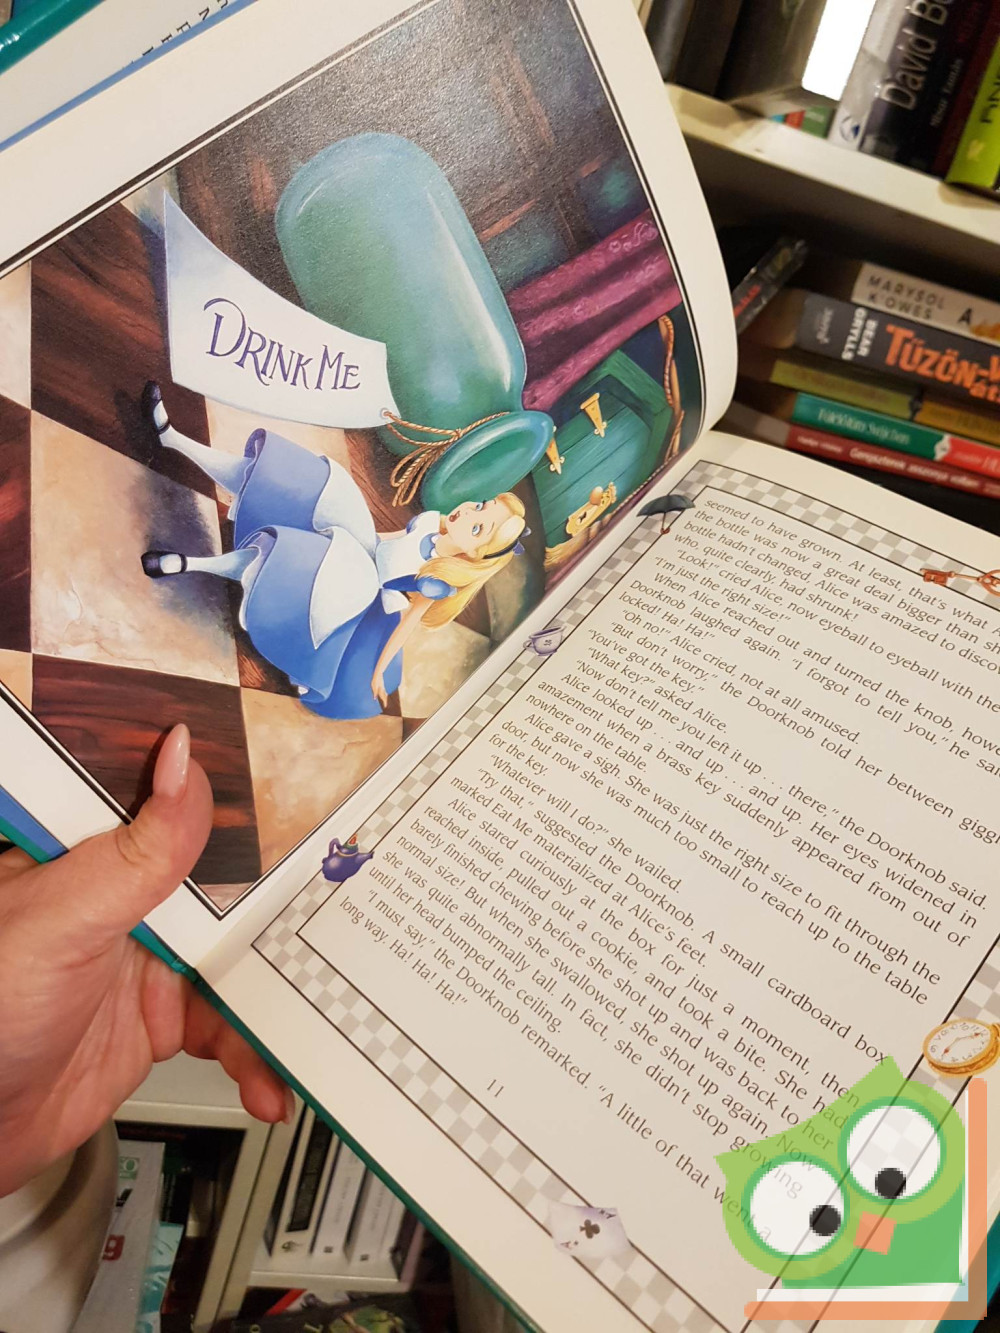 DRINK ME
seemed to have grown. At least, that's what
the bottle was now a great deal bigger than
bottle hadn't changed, Alice was amazed to
who, quite clearly, had shrunk!
"Look!" cried Alice, now eyeball to eyeball with the
"I'm just the right size!"
When Alice reached out and turned the knob,
Doorknob laughed again. "I forgot to tell you," he
locked! Ha! Ha!"
"Oh no!" Alice cried, not at all amused.
"But don't worry," the Doorknob told her between
"You've got the key."
"What key?" asked Alice.
"Now don't tell me you left it up . . . there," the Doorknob said.
Alice looked up . . . and up . . . and up. Her eyes widened in
amazement when a brass key suddenly appeared from out of
nowhere on the table.
Alice gave a sigh. She was just the right size to fit through the
door, but now she was much too small to reach up to the table
for the key.
"Whatever will I do?" she wailed.
"Try that," suggested the Doorknob. A small cardboard box
marked Eat Me materialized at Alice's feet.
Alice stared curiously at the box for just a moment, then
reached inside, pulled out a cookie, and took a bite. She had
barely finished chewing before she shot up and was back to her
normal size! But when she swallowed, she shot up again. Now
she was quite abnormally tall. In fact, she didn't stop growing
until her head bumped the ceiling.
"I must say," the Doorknob remarked. "A little of that went a
long way. Ha! Ha! Ha!"
11
David
MARYSOL
K'OWES
BEAR
GRYLLS
TŰZÖN-